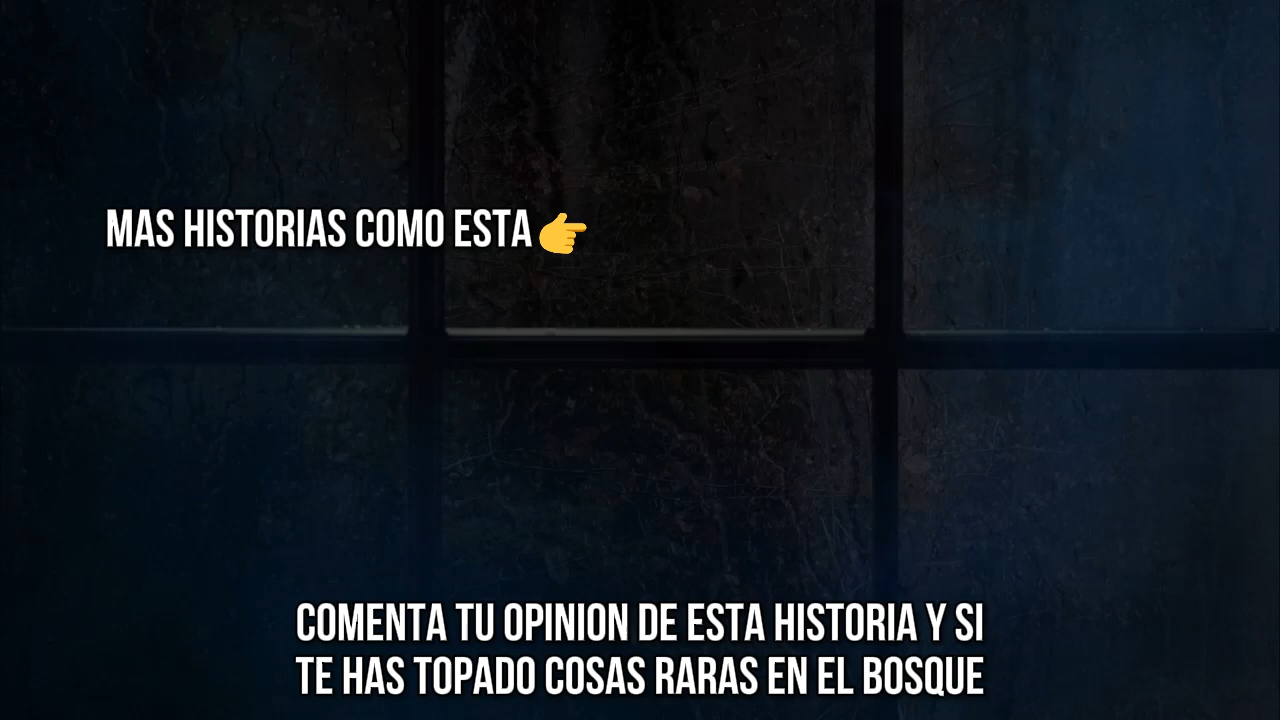 MAS HISTORIAS COMO ESTA 👉
COMENTA TU OPINION DE ESTA HISTORIA Y SI
TE HAS TOPADO COSAS RARAS EN EL BOSQUE